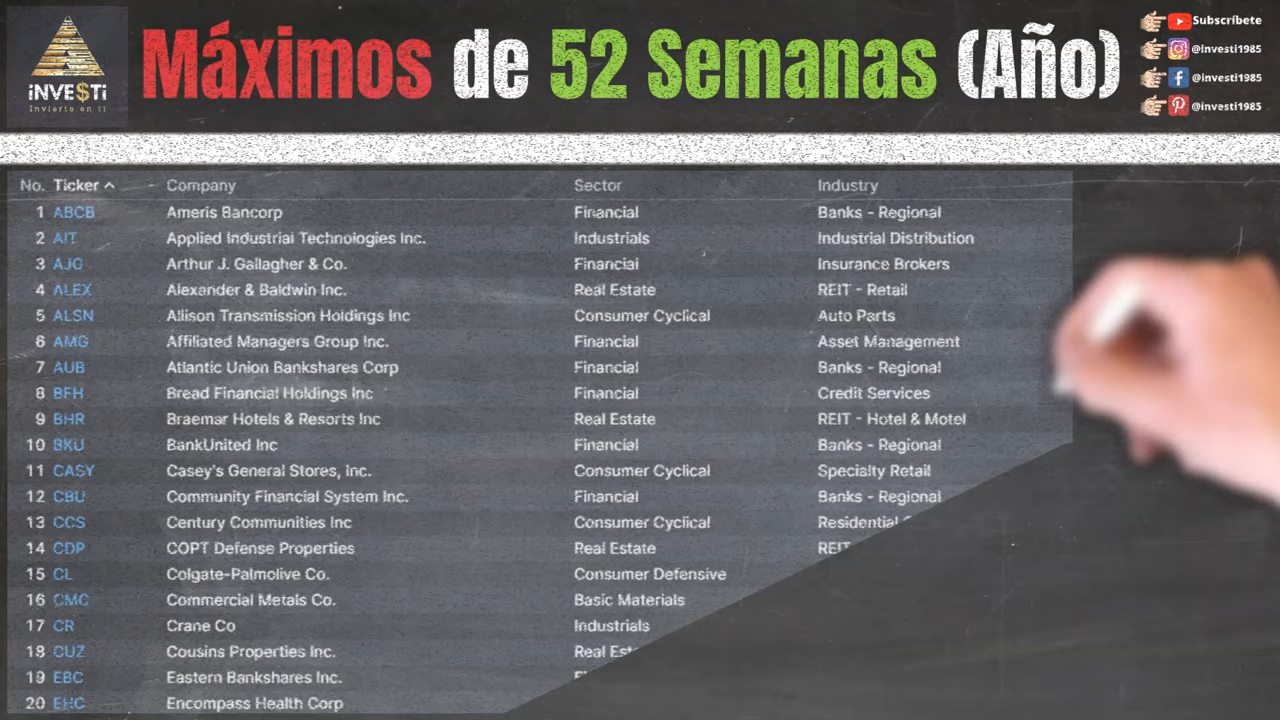 iNVE$Ti
Invierte en ti
Máximos de 52 Semanas (Año)
Subscríbete
@investi1985
@investi1985
@investi1985
No. Ticker Company Sector Industry
1 ABCB Ameris Bancorp Financial Banks - Regional
2 AIT Applied Industrial Technologies Inc. Industrials Industrial Distribution
3 AJG Arthur J. Gallagher & Co. Financial Insurance Brokers
4 ALEX Alexander & Baldwin Inc. Real Estate REIT - Retail
5 ALSN Allison Transmission Holdings Inc Consumer Cyclical Auto Parts
6 AMG Affiliated Managers Group Inc. Financial Asset Management
7 AUB Atlantic Union Bankshares Corp Financial Banks - Regional
8 BFH Bread Financial Holdings Inc Financial Credit Services
9 BHR Braemar Hotels & Resorts Inc Real Estate REIT - Hotel & Motel
10 BKU BankUnited Inc Financial Banks - Regional
11 CASY Casey's General Stores, Inc. Consumer Cyclical Specialty Retail
12 CBU Community Financial System Inc. Financial Banks - Regional
13 CCS Century Communities Inc Consumer Cyclical Residential
14 CDP COPT Defense Properties Real Estate REIT
15 CL Colgate-Palmolive Co. Consumer Defensive
16 CMC Commercial Metals Co. Basic Materials
17 CR Crane Co Industrials
18 CUZ Cousins Properties Inc. Real Est
19 EBC Eastern Bankshares Inc.
20 EHC Encompass Health Corp